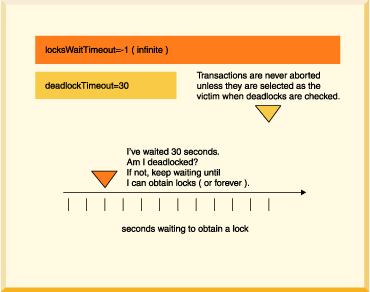 locksWaitTimeout=-1 ( infinite )
deadlockTimeout=30
Transactions are never aborted
unless they are selected as the
victim when deadlocks are checked.
I've waited 30 seconds.
Am I deadlocked?
If not, keep waiting until
I can obtain locks ( or forever ).
seconds waiting to obtain a lock